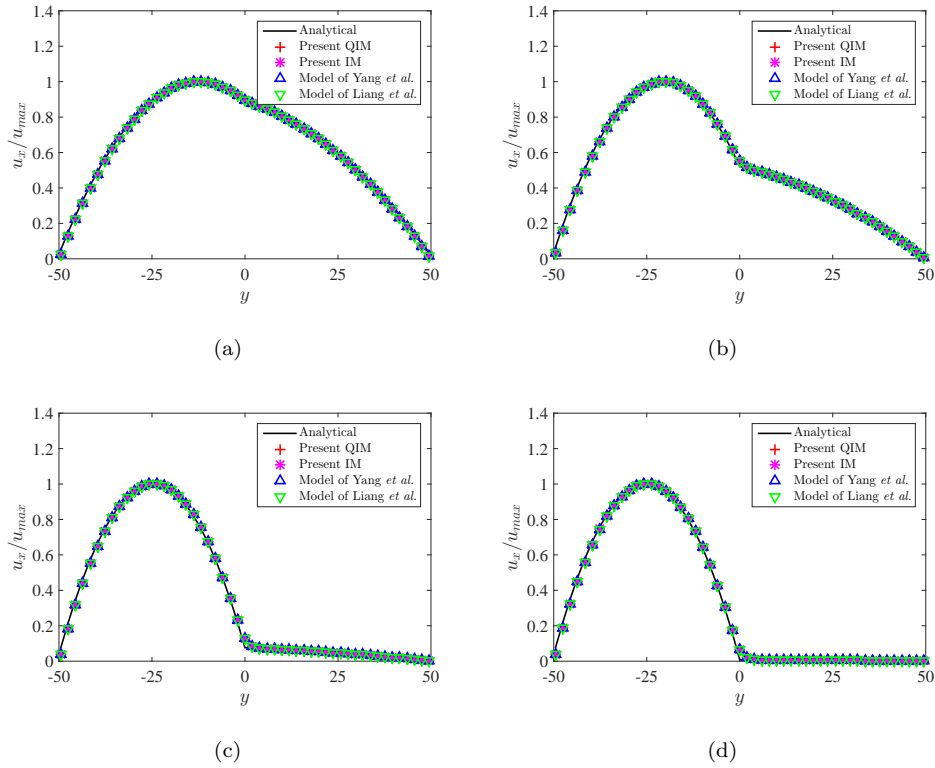 1.4
1.2
1
0.8
0.6
0.4
0.2
0
-50
-25
0
25
50
u_x/u_max
y
Analytical
Present QIM
Present IM
Model of Yang et al.
Model of Liang et al.
(a)
1.4
1.2
1
0.8
0.6
0.4
0.2
0
-50
-25
0
25
50
u_x/u_max
y
Analytical
Present QIM
Present IM
Model of Yang et al.
Model of Liang et al.
(b)
1.4
1.2
1
0.8
0.6
0.4
0.2
0
-50
-25
0
25
50
u_x/u_max
y
Analytical
Present QIM
Present IM
Model of Yang et al.
Model of Liang et al.
(c)
1.4
1.2
1
0.8
0.6
0.4
0.2
0
-50
-25
0
25
50
u_x/u_max
y
Analytical
Present QIM
Present IM
Model of Yang et al.
Model of Liang et al.
(d)